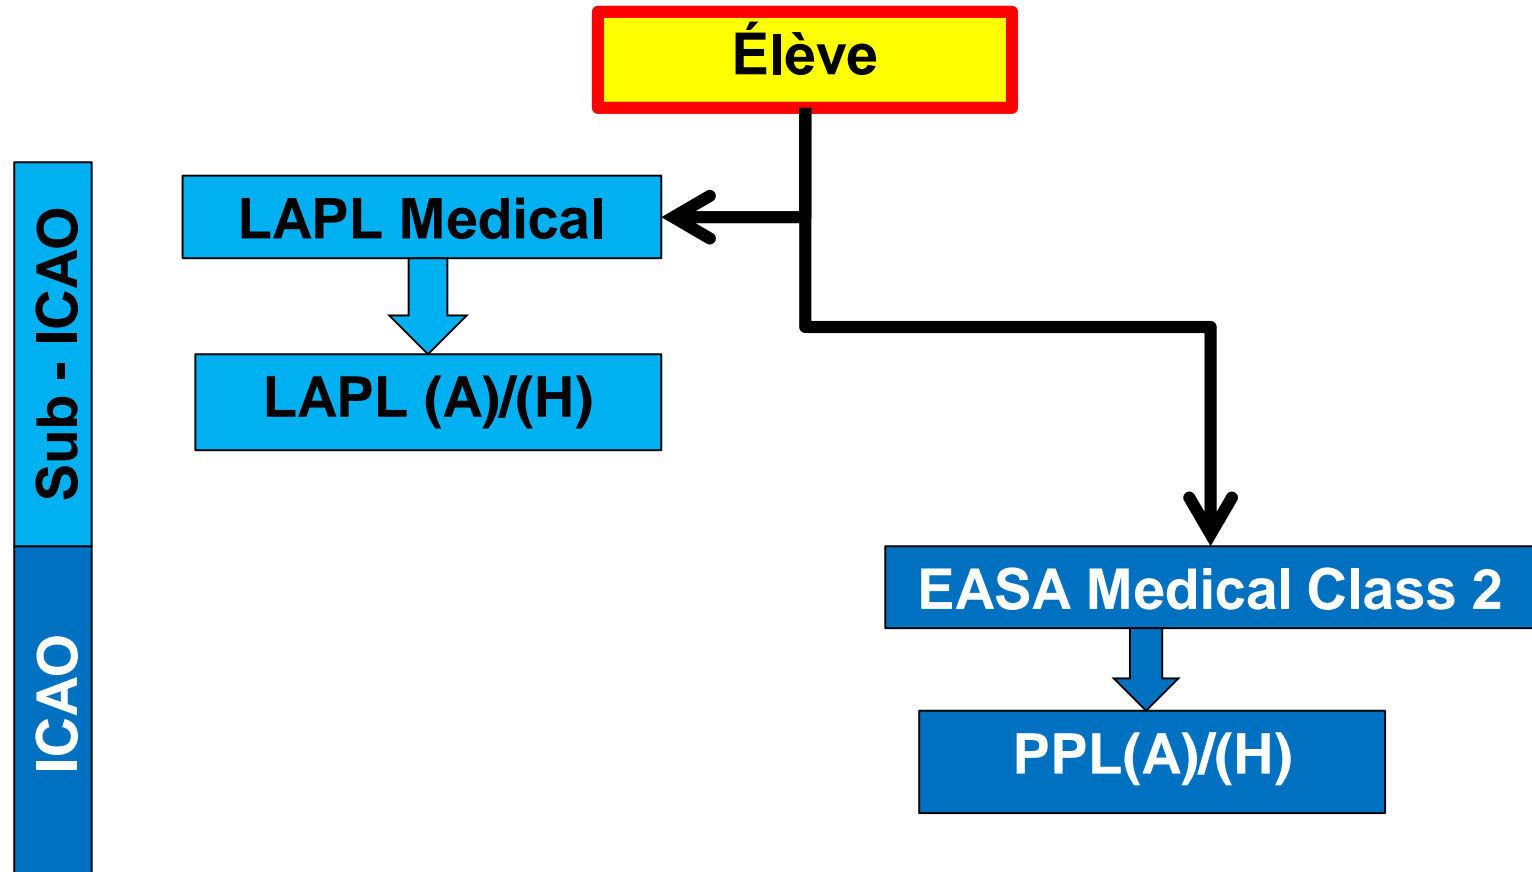 Élève
LAPL Medical
LAPL (A)/(H)
Sub - ICAO
EASA Medical Class 2
PPL(A)/(H)
ICAO